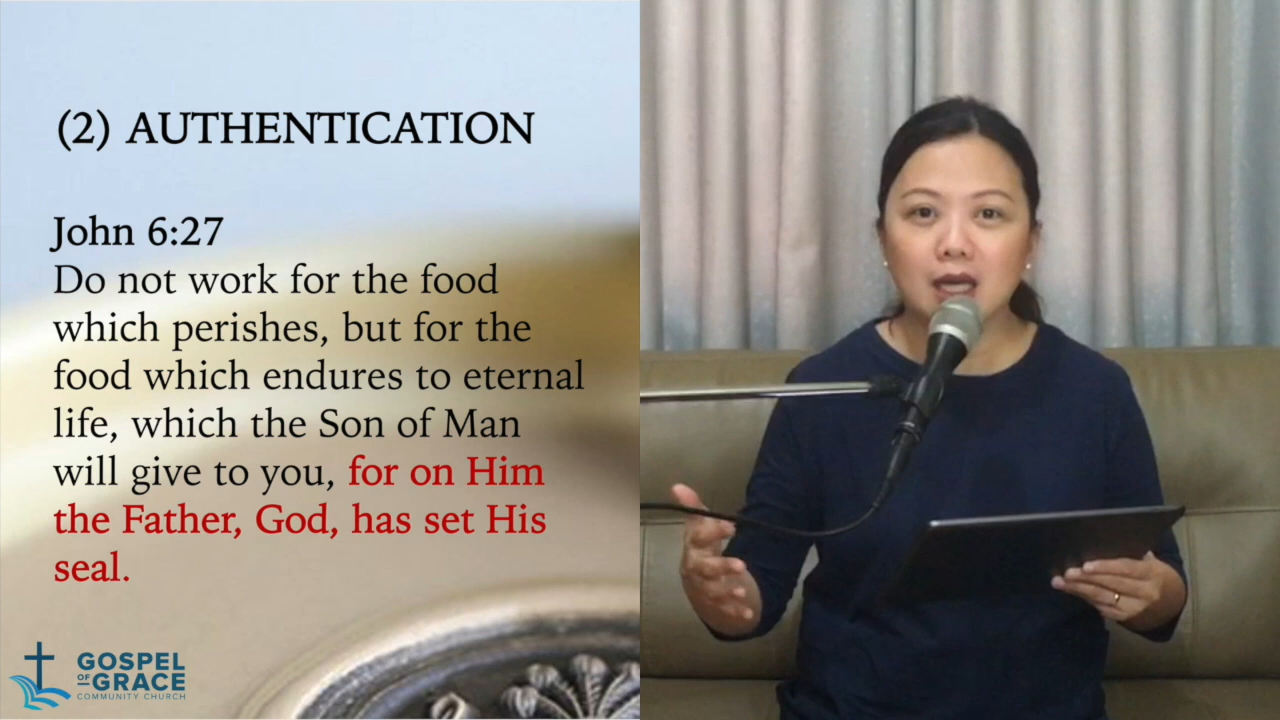 (2) AUTHENTICATION
John 6:27
Do not work for the food
which perishes, but for the
food which endures to eternal
life, which the Son of Man
will give to you, for on Him
the Father, God, has set His
seal.
GOSPEL
OF GRACE
COMMUNITY CHURCH